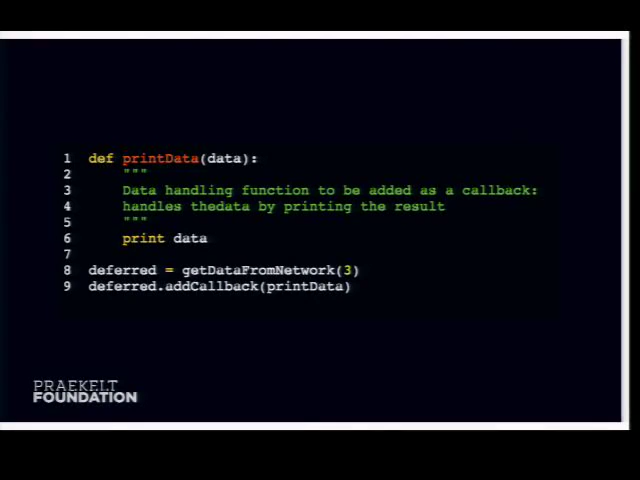 1 def printData(data):
2     """
3     Data handling function to be added as a callback:
4     handles thedata by printing the result
5     """
6     print data
7
8 deferred = getDataFromNetwork(3)
9 deferred.addCallback(printData)
PRAEKELT
FOUNDATION